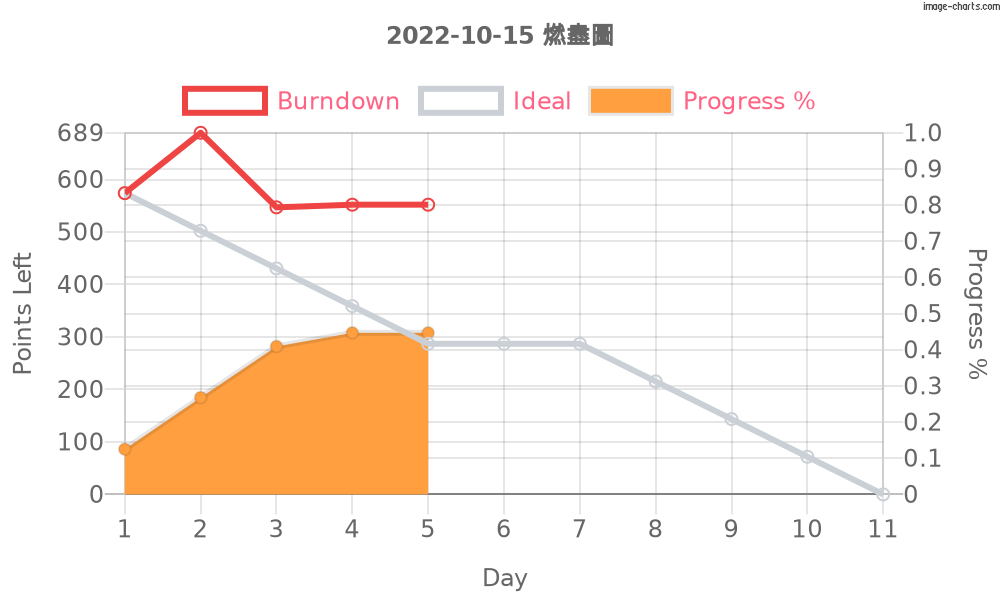 image-charts.com
2022-10-15 燃盡圖
Burndown Ideal Progress %
689 1.0
0.9
600
0.8
500
0.7
400 0.6
0.5
300
0.4
200 0.3
0.2
100
0.1
0 0
1 2 3 4 5 6 7 8 9 10 11
Points Left
Progress %
Day